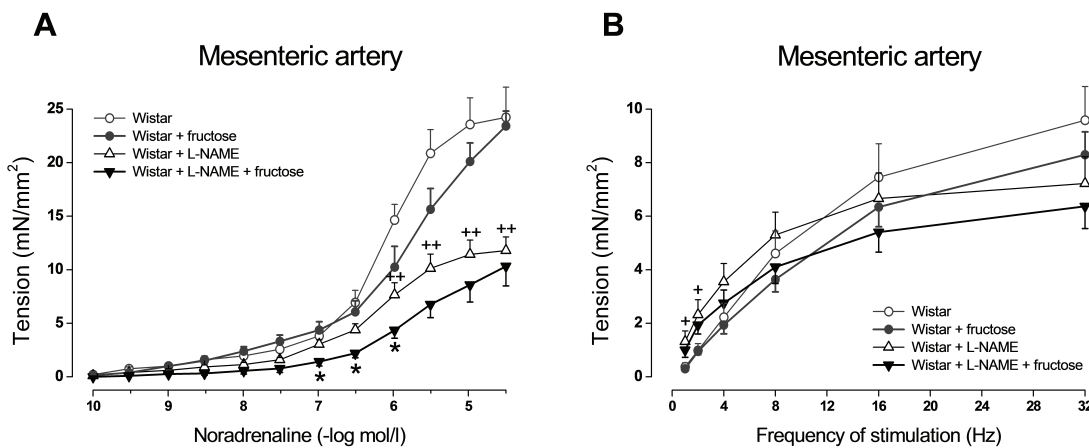 A
Mesenteric artery
25
20
15
10
5
0
Tension (mN/mm²)
Wistar
Wistar + fructose
Wistar + L-NAME
Wistar + L-NAME + fructose
++
++
++
++
*
*
*
10 9 8 7 6 5
Noradrenaline (-log mol/l)
B
Mesenteric artery
10
8
6
4
2
0
Tension (mN/mm²)
+
+
Wistar
Wistar + fructose
Wistar + L-NAME
Wistar + L-NAME + fructose
0 4 8 12 16 20 24 28 32
Frequency of stimulation (Hz)